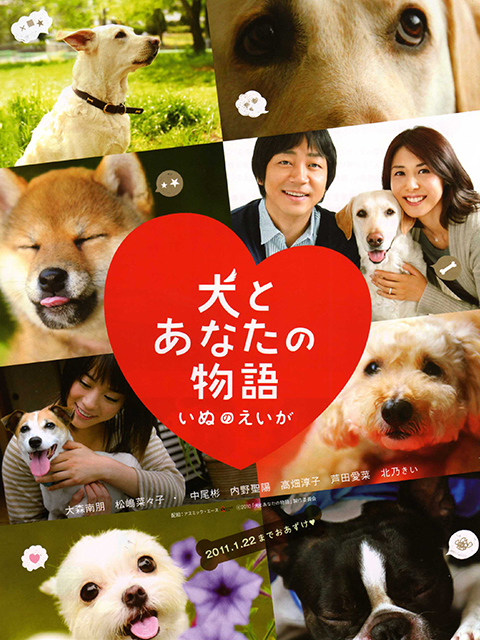 犬と
あなたの
物語
いぬのえいが
大森南朋 松嶋菜々子・中尾彬 内野聖陽 高畑淳子 芦田愛菜 北乃きい
2011.1.22までおあずけ♥